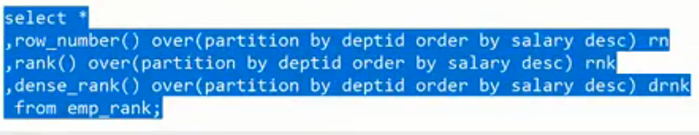 select *
,row_number() over(partition by deptid order by salary desc) rn
,rank() over(partition by deptid order by salary desc) rnk
,dense_rank() over(partition by deptid order by salary desc) drnk
from emp_rank;